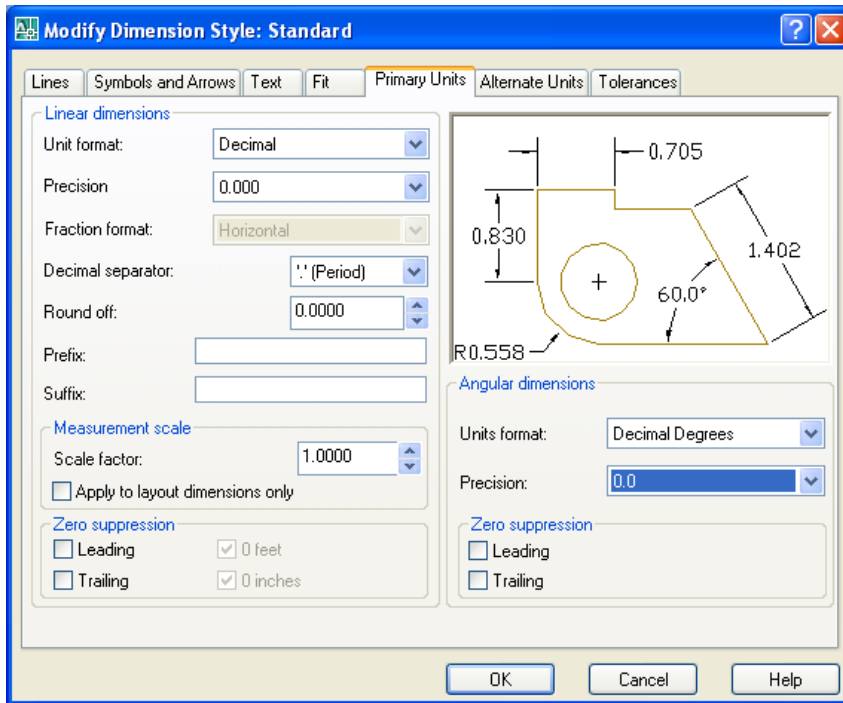 Modify Dimension Style: Standard
Lines Symbols and Arrows Text Fit Primary Units Alternate Units Tolerances
Linear dimensions
Unit format: Decimal
Precision 0.000
Fraction format: Horizontal
Decimal separator: '.' (Period)
Round off: 0.0000
Prefix:
Suffix:
Measurement scale
Scale factor: 1.0000
Apply to layout dimensions only
Zero suppression
Leading 0 feet
Trailing 0 inches
0.705
0.830
1.402
60.0°
R0.558
Angular dimensions
Units format: Decimal Degrees
Precision: 0.0
Zero suppression
Leading
Trailing
OK Cancel Help